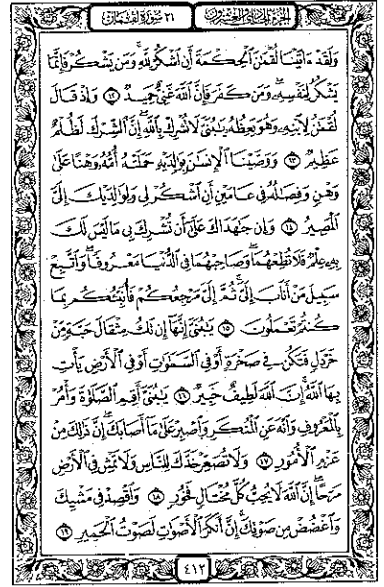 الجزء الحادي والعشرون ٣١ سورة لقمان
وَلَقَدْ ءَاتَيْنَا لُقْمَٰنَ ٱلْحِكْمَةَ أَنِ ٱشْكُرْ لِلَّهِ ۚ وَمَن يَشْكُرْ فَإِنَّمَا
يَشْكُرُ لِنَفْسِهِۦ ۖ وَمَن كَفَرَ فَإِنَّ ٱللَّهَ غَنِىٌّ حَمِيدٌ ١٢ وَإِذْ قَالَ
لُقْمَٰنُ لِٱبْنِهِۦ وَهُوَ يَعِظُهُۥ يَٰبُنَىَّ لَا تُشْرِكْ بِٱللَّهِ ۖ إِنَّ ٱلشِّرْكَ لَظُلْمٌ
عَظِيمٌ ١٣ وَوَصَّيْنَا ٱلْإِنسَٰنَ بِوَٰلِدَيْهِ حَمَلَتْهُ أُمُّهُۥ وَهْنًا عَلَىٰ
وَهْنٍ وَفِصَٰلُهُۥ فِى عَامَيْنِ أَنِ ٱشْكُرْ لِى وَلِوَٰلِدَيْكَ إِلَىَّ
ٱلْمَصِيرُ ١٤ وَإِن جَٰهَدَاكَ عَلَىٰٓ أَن تُشْرِكَ بِى مَا لَيْسَ لَكَ
بِهِۦ عِلْمٌ فَلَا تُطِعْهُمَا ۖ وَصَاحِبْهُمَا فِى ٱلدُّنْيَا مَعْرُوفًا ۖ وَٱتَّبِعْ
سَبِيلَ مَنْ أَنَابَ إِلَىَّ ۚ ثُمَّ إِلَىَّ مَرْجِعُكُمْ فَأُنَبِّئُكُم بِمَا
كُنتُمْ تَعْمَلُونَ ١٥ يَٰبُنَىَّ إِنَّهَآ إِن تَكُ مِثْقَالَ حَبَّةٍ مِّنْ
خَرْدَلٍ فَتَكُن فِى صَخْرَةٍ أَوْ فِى ٱلسَّمَٰوَٰتِ أَوْ فِى ٱلْأَرْضِ يَأْتِ
بِهَا ٱللَّهُ ۚ إِنَّ ٱللَّهَ لَطِيفٌ خَبِيرٌ ١٦ يَٰبُنَىَّ أَقِمِ ٱلصَّلَوٰةَ وَأْمُرْ
بِٱلْمَعْرُوفِ وَٱنْهَ عَنِ ٱلْمُنكَرِ وَٱصْبِرْ عَلَىٰ مَآ أَصَابَكَ ۖ إِنَّ ذَٰلِكَ مِنْ
عَزْمِ ٱلْأُمُورِ ١٧ وَلَا تُصَعِّرْ خَدَّكَ لِلنَّاسِ وَلَا تَمْشِ فِى ٱلْأَرْضِ
مَرَحًا ۖ إِنَّ ٱللَّهَ لَا يُحِبُّ كُلَّ مُخْتَالٍ فَخُورٍ ١٨ وَٱقْصِدْ فِى مَشْيِكَ
وَٱغْضُضْ مِن صَوْتِكَ ۚ إِنَّ أَنكَرَ ٱلْأَصْوَٰتِ لَصَوْتُ ٱلْحَمِيرِ ١٩
٤١٢